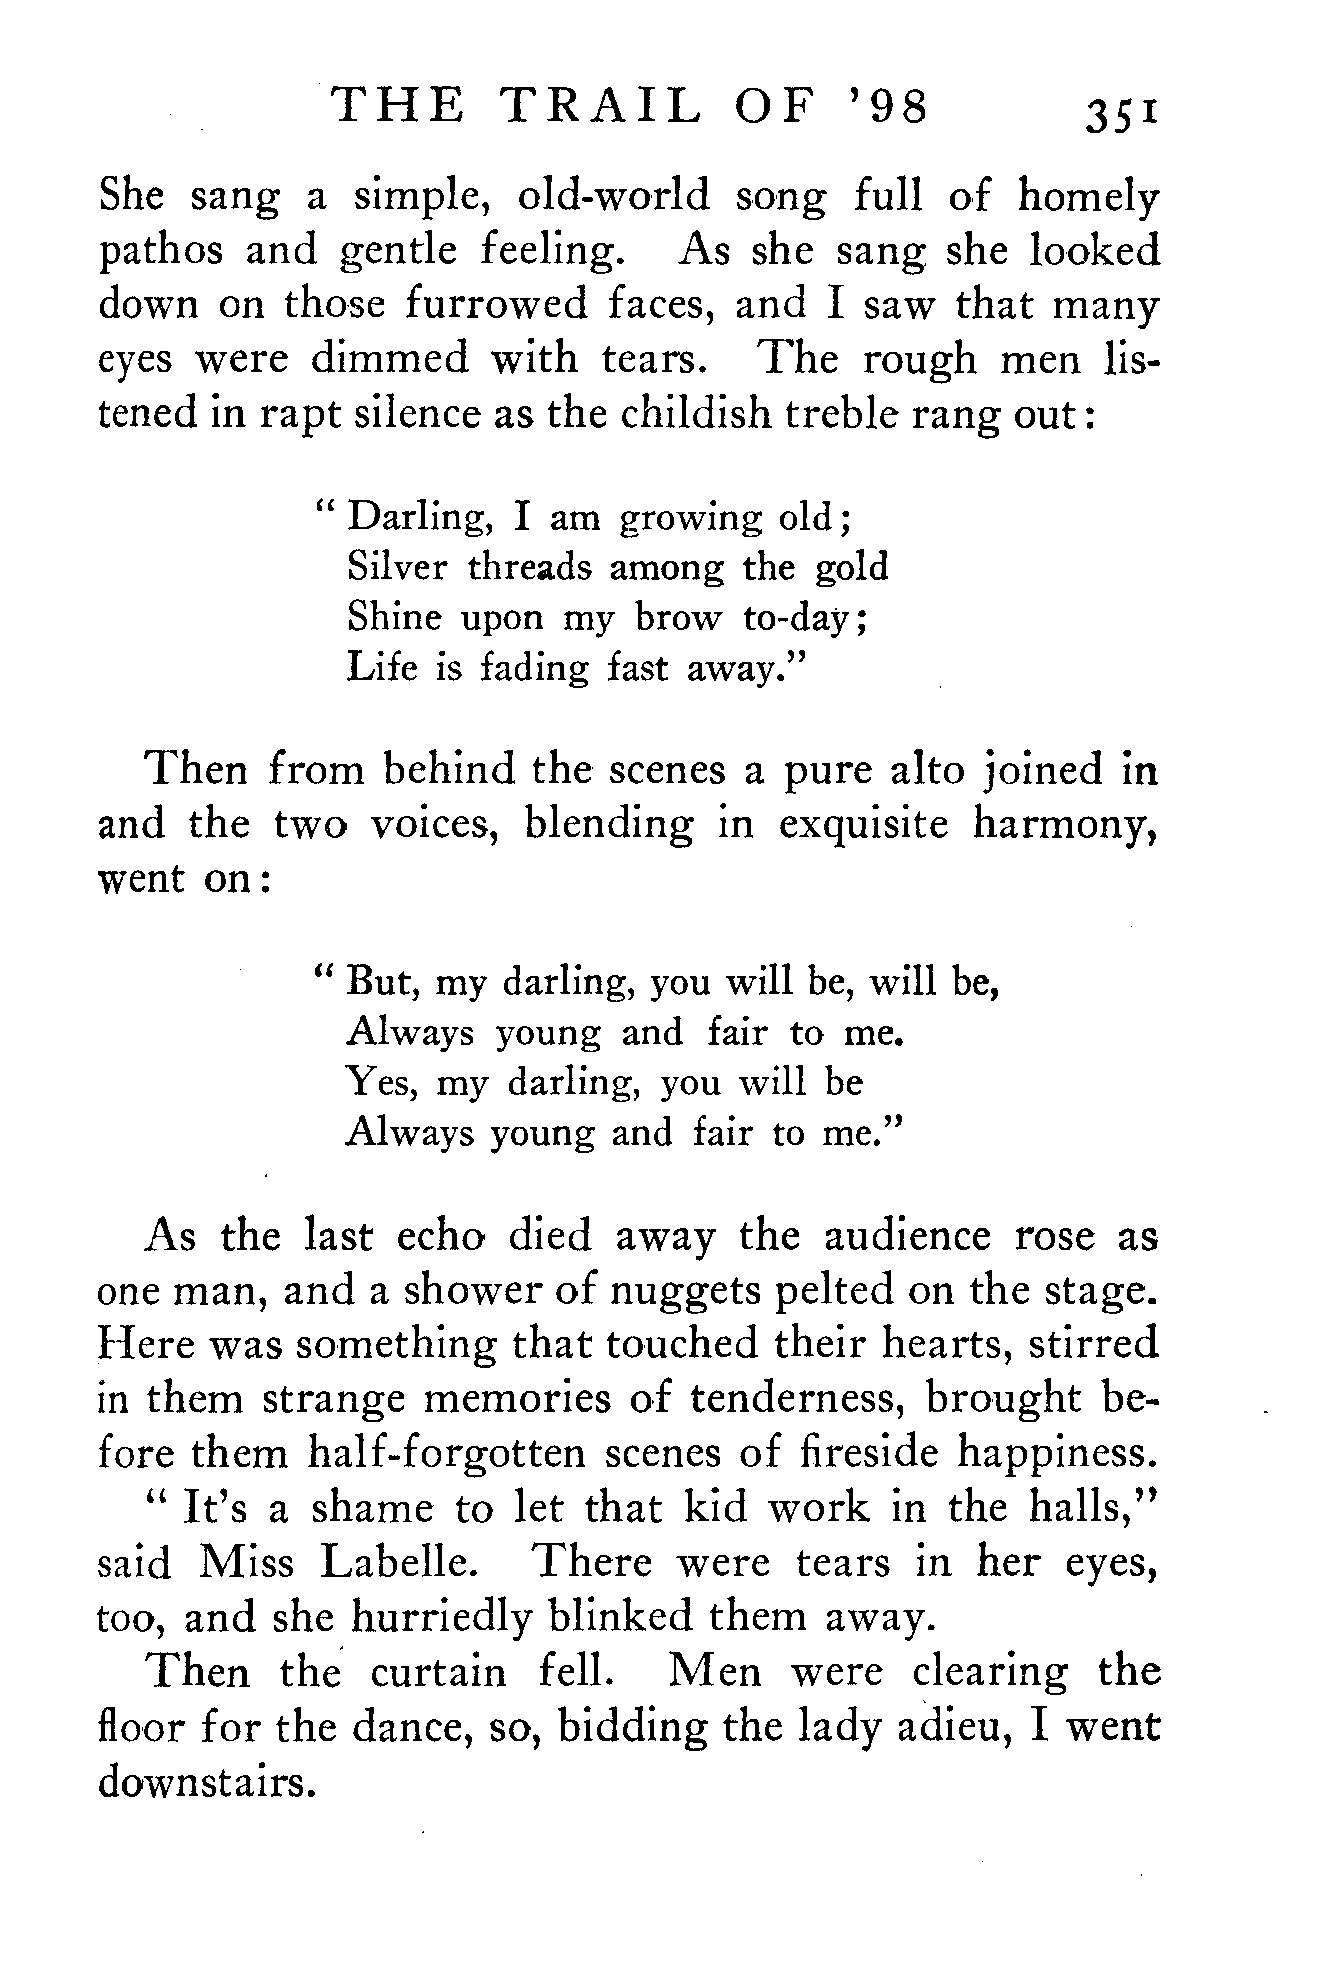 THE TRAIL OF '98 351
She sang a simple, old-world song full of homely
pathos and gentle feeling. As she sang she looked
down on those furrowed faces, and I saw that many
eyes were dimmed with tears. The rough men lis-
tened in rapt silence as the childish treble rang out:
“ Darling, I am growing old;
Silver threads among the gold
Shine upon my brow to-day;
Life is fading fast away.”
Then from behind the scenes a pure alto joined in
and the two voices, blending in exquisite harmony,
went on:
“ But, my darling, you will be, will be,
Always young and fair to me.
Yes, my darling, you will be
Always young and fair to me.”
As the last echo died away the audience rose as
one man, and a shower of nuggets pelted on the stage.
Here was something that touched their hearts, stirred
in them strange memories of tenderness, brought be-
fore them half-forgotten scenes of fireside happiness.
“ It's a shame to let that kid work in the halls,”
said Miss Labelle. There were tears in her eyes,
too, and she hurriedly blinked them away.
Then the curtain fell. Men were clearing the
floor for the dance, so, bidding the lady adieu, I went
downstairs.